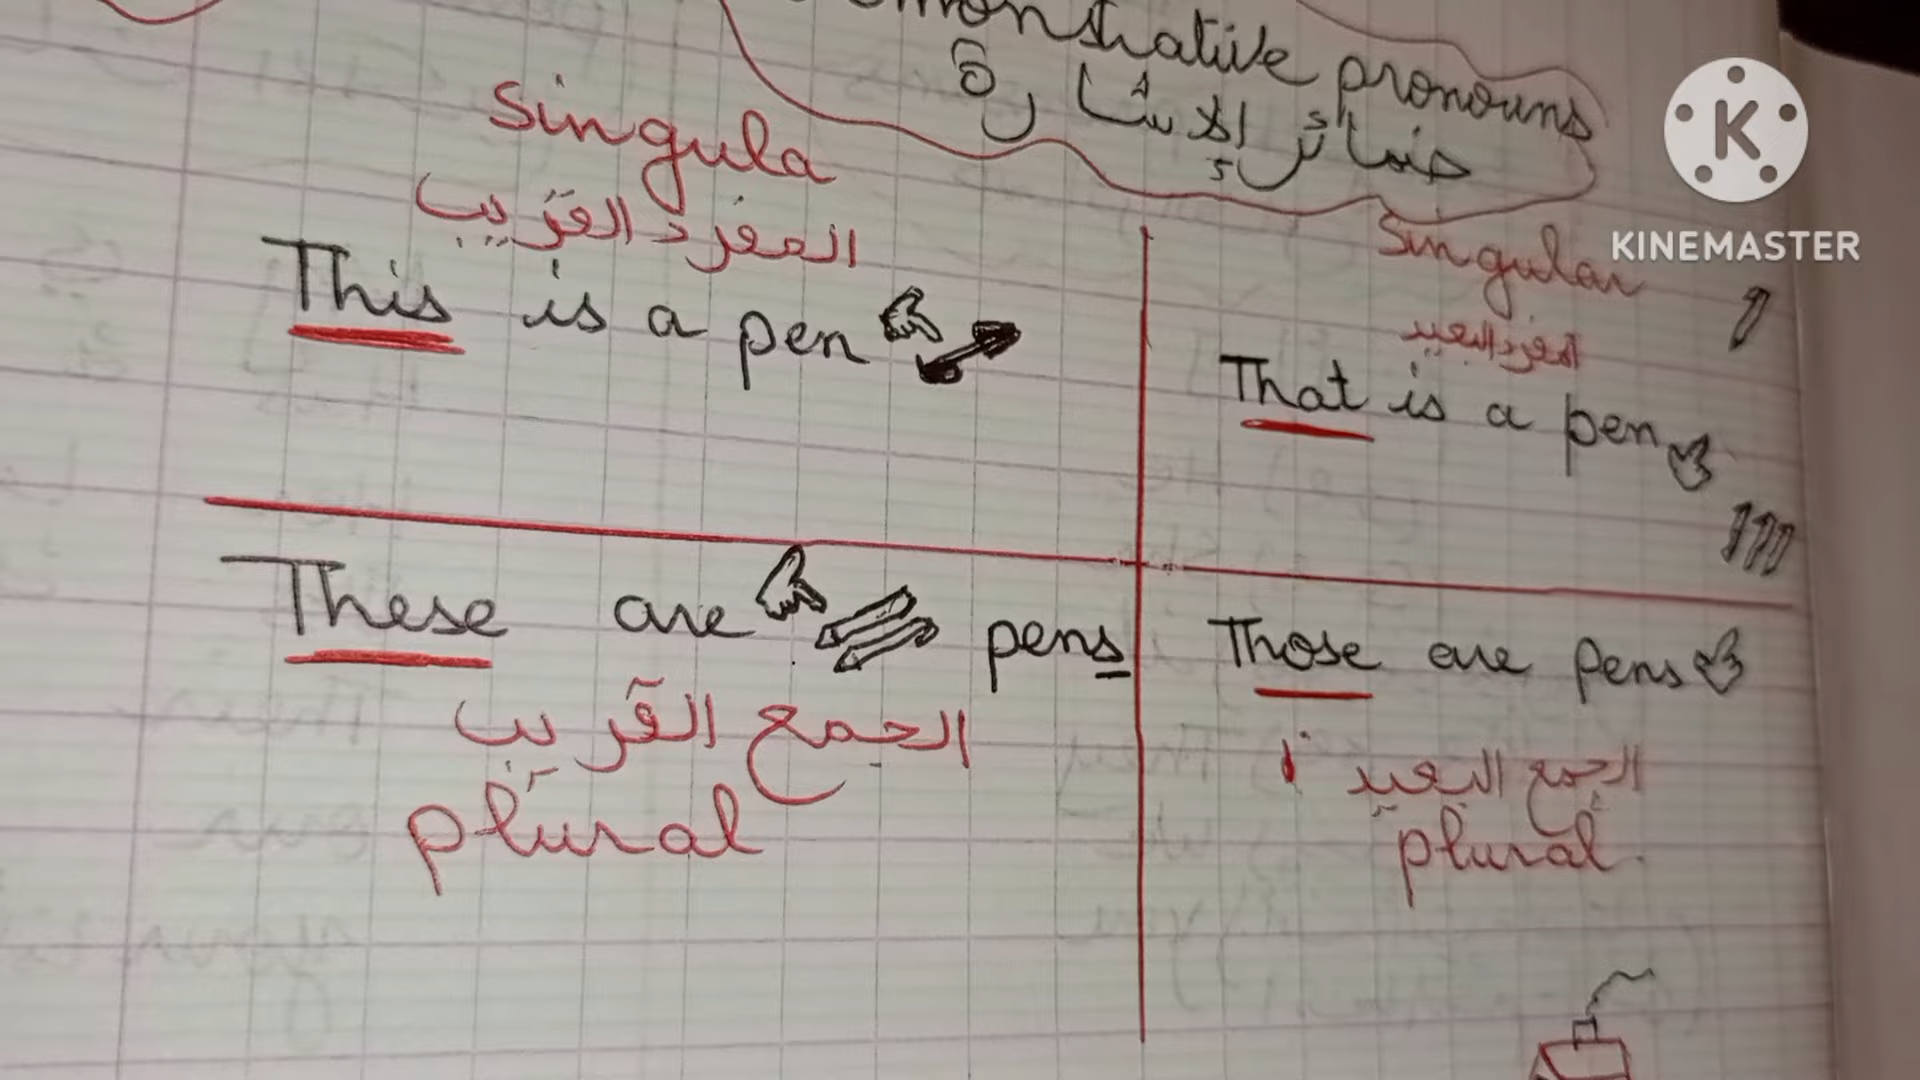 Demonstrative pronouns
ضمائر الإشارة
Singula
المفرد القريب
This is a pen
Singular
المفرد البعيد
That is a pen
These are pens
الجمع القريب
plural
Those are pens
الجمع البعيد
plural
K
KINEMASTER